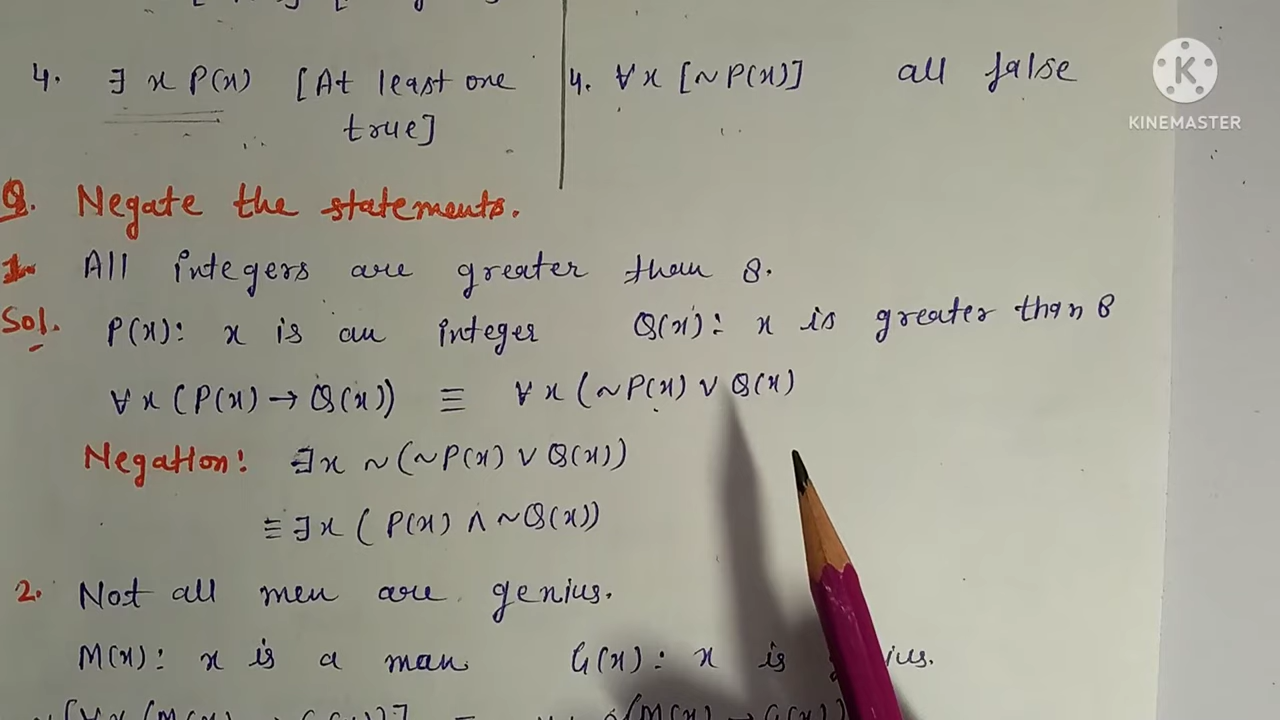 4. ∃ x P(x) [At least one true]
4. ∀x [~P(x)] all false
KINEMASTER
Q. Negate the statements.
1. All integers are greater than 8.
Sol. P(x): x is an integer Q(x): x is greater than 8
∀x (P(x) → Q(x)) ≡ ∀x (~P(x) ∨ Q(x)
Negation: ∃x ~(~P(x) ∨ Q(x))
≡ ∃x (P(x) ∧ ~Q(x))
2. Not all men are genius.
M(x): x is a man. G(x): x is